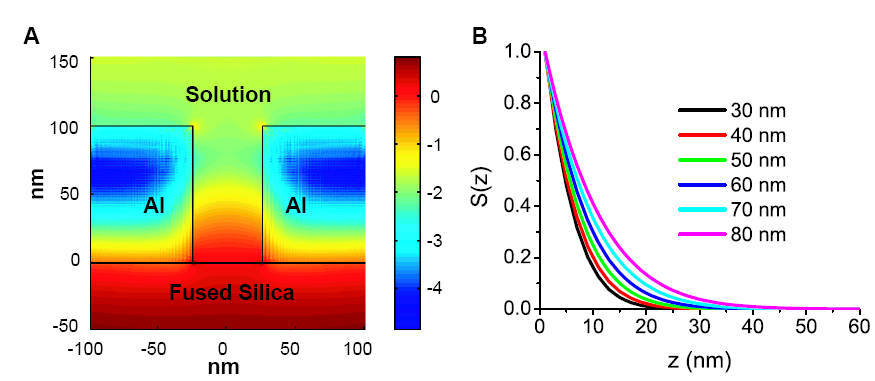 A
150
100
50
0
-50
nm
Solution
Al
Al
Fused Silica
-100
-50
0
50
100
nm
0
-1
-2
-3
-4
B
1.0
0.8
0.6
0.4
0.2
0.0
S(z)
30 nm
40 nm
50 nm
60 nm
70 nm
80 nm
0
10
20
30
40
50
60
z (nm)